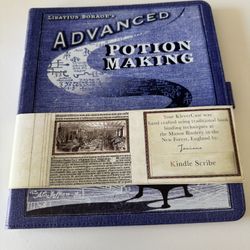 Libatius Borage's
ADVANCED
POTION
MAKING
Your KleverCase was
hand crafted using traditional book
binding techniques at
the Manor Bindery in the
New Forest, England by:
Kindle Scribe